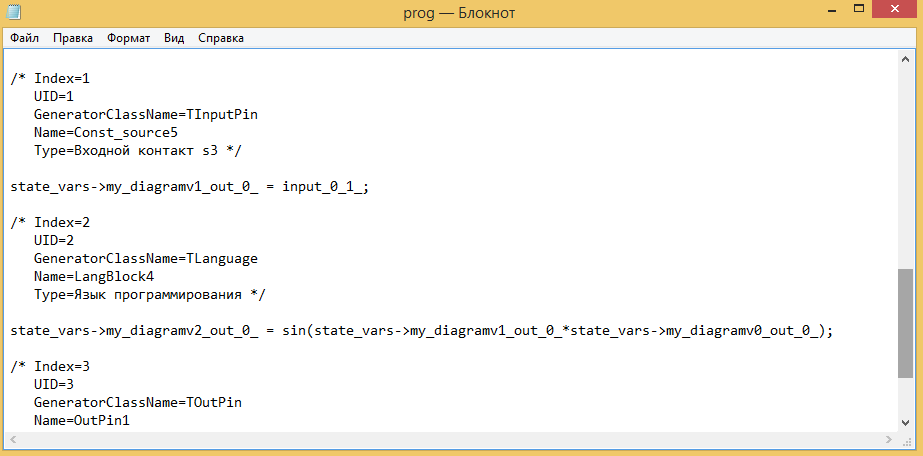 prog — Блокнот
Файл Правка Формат Вид Справка
/* Index=1
UID=1
GeneratorClassName=TInputPin
Name=Const_source5
Type=Входной контакт s3 */
state_vars->my_diagramv1_out_0_ = input_0_1_;
/* Index=2
UID=2
GeneratorClassName=TLanguage
Name=LangBlock4
Type=Язык программирования */
state_vars->my_diagramv2_out_0_ = sin(state_vars->my_diagramv1_out_0_*state_vars->my_diagramv0_out_0_);
/* Index=3
UID=3
GeneratorClassName=TOutPin
Name=OutPin1